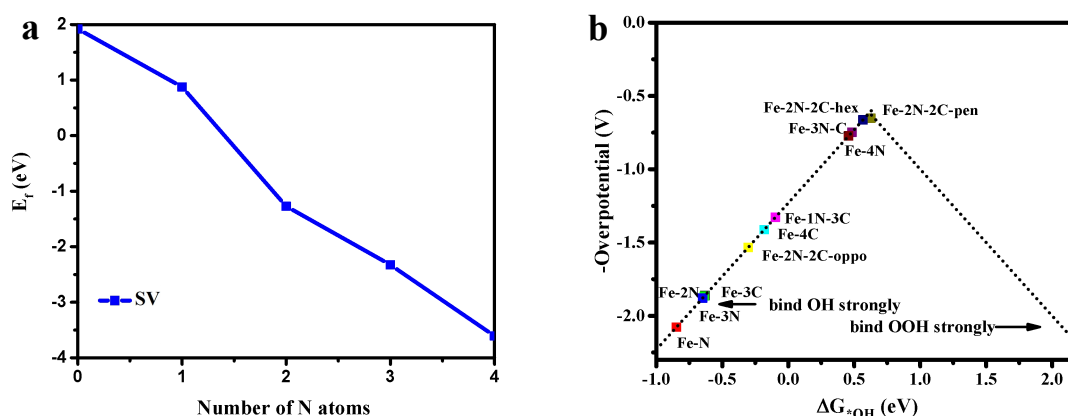 a
2
1
0
-1
-2
-3
-4
E_f (eV)
SV
0 1 2 3 4
Number of N atoms
b
0.0
-0.5
-1.0
-1.5
-2.0
-Overpotential (V)
Fe-2N-2C-hex
Fe-2N-2C-pen
Fe-3N-C
Fe-4N
Fe-1N-3C
Fe-4C
Fe-2N-2C-oppo
Fe-2N
Fe-3C
bind OH strongly
Fe-3N
bind OOH strongly
Fe-N
-1.0 -0.5 0.0 0.5 1.0 1.5 2.0
ΔG*OH (eV)